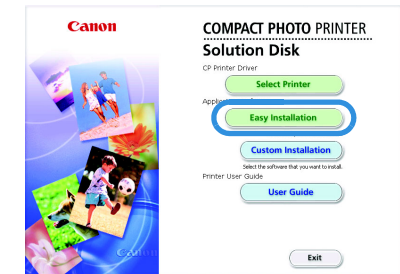 Canon
COMPACT PHOTO PRINTER
Solution Disk
CP Printer Driver
Select Printer
Easy Installation
Custom Installation
Select the software that you want to install.
Printer User Guide
User Guide
Exit
Canon